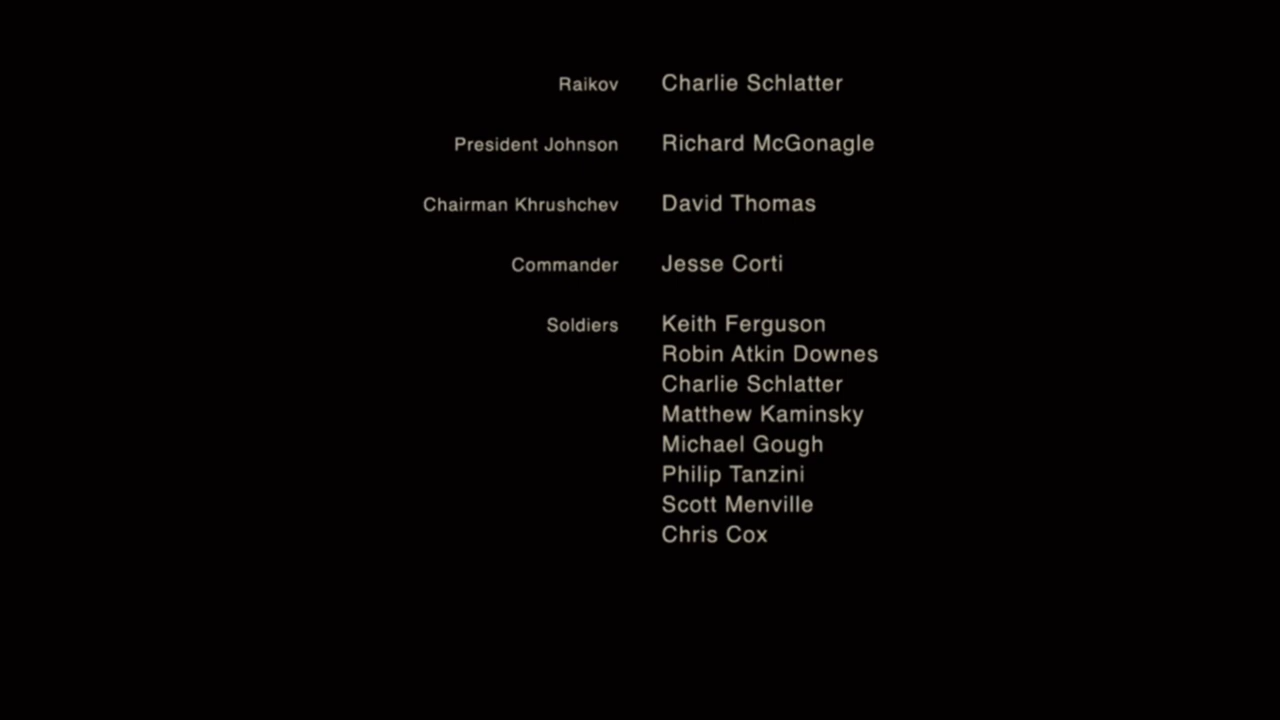 Raikov Charlie Schlatter
President Johnson Richard McGonagle
Chairman Khrushchev David Thomas
Commander Jesse Corti
Soldiers Keith Ferguson
Robin Atkin Downes
Charlie Schlatter
Matthew Kaminsky
Michael Gough
Philip Tanzini
Scott Menville
Chris Cox